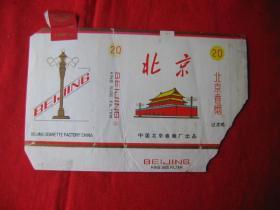 BEIJING
BEIJING CIGARETTE FACTORY CHINA
20
BEIJING
KING SIZE FILTER
北京
中国北京卷烟厂出品
BEIJING
KING SIZE FILTER
20
北京香烟
过滤嘴